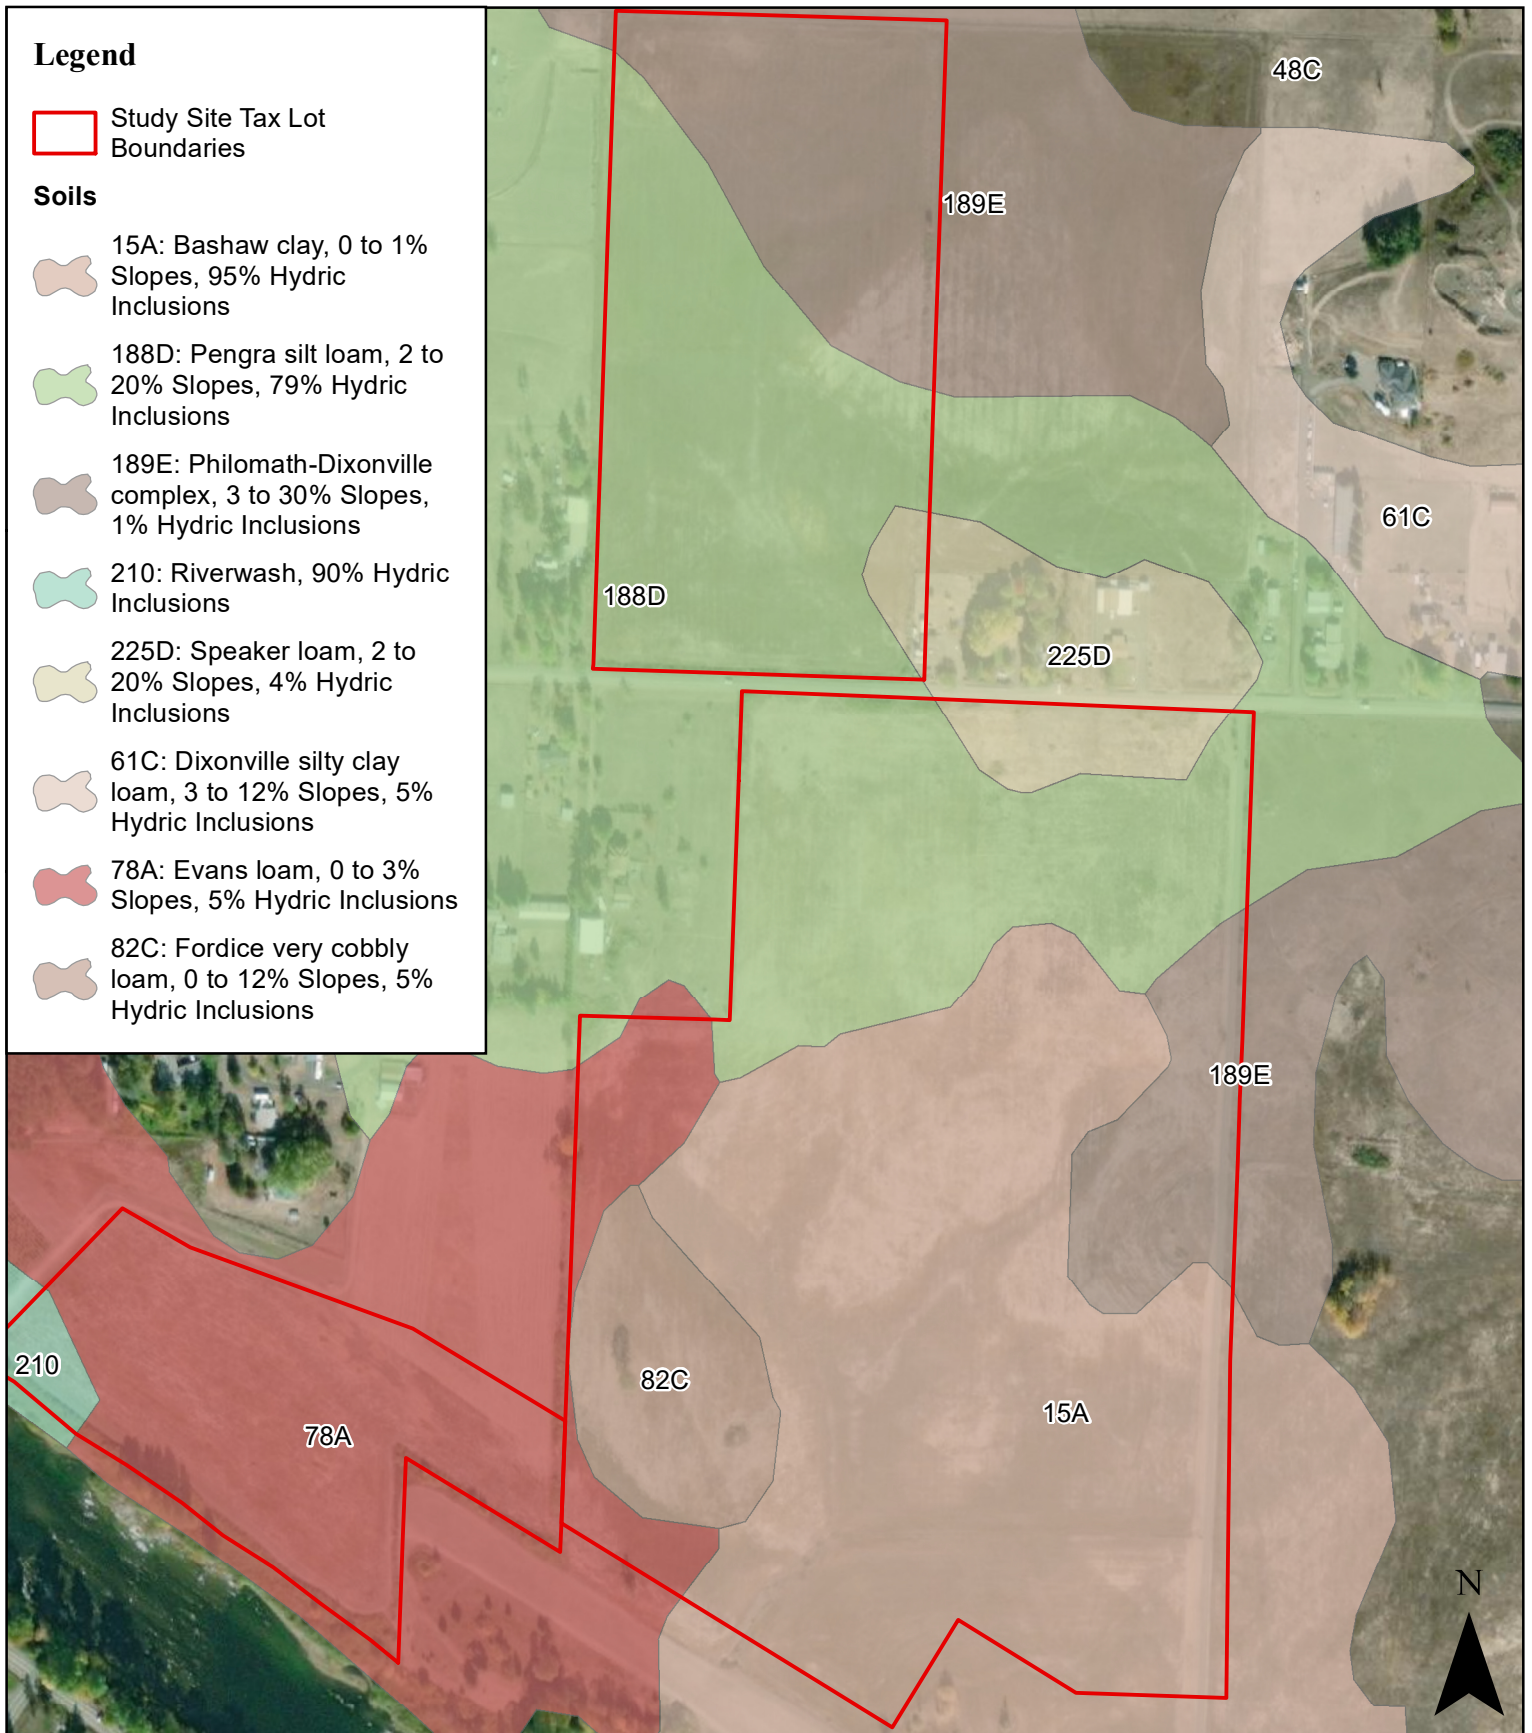 Legend
Study Site Tax Lot
Boundaries
Soils
15A: Bashaw clay, 0 to 1%
Slopes, 95% Hydric
Inclusions
188D: Pengra silt loam, 2 to
20% Slopes, 79% Hydric
Inclusions
189E: Philomath-Dixonville
complex, 3 to 30% Slopes,
1% Hydric Inclusions
210: Riverwash, 90% Hydric
Inclusions
225D: Speaker loam, 2 to
20% Slopes, 4% Hydric
Inclusions
61C: Dixonville silty clay
loam, 3 to 12% Slopes, 5%
Hydric Inclusions
78A: Evans loam, 0 to 3%
Slopes, 5% Hydric Inclusions
82C: Fordice very cobbly
loam, 0 to 12% Slopes, 5%
Hydric Inclusions
48C
189E
61C
188D
225D
189E
210
82C
15A
78A
N